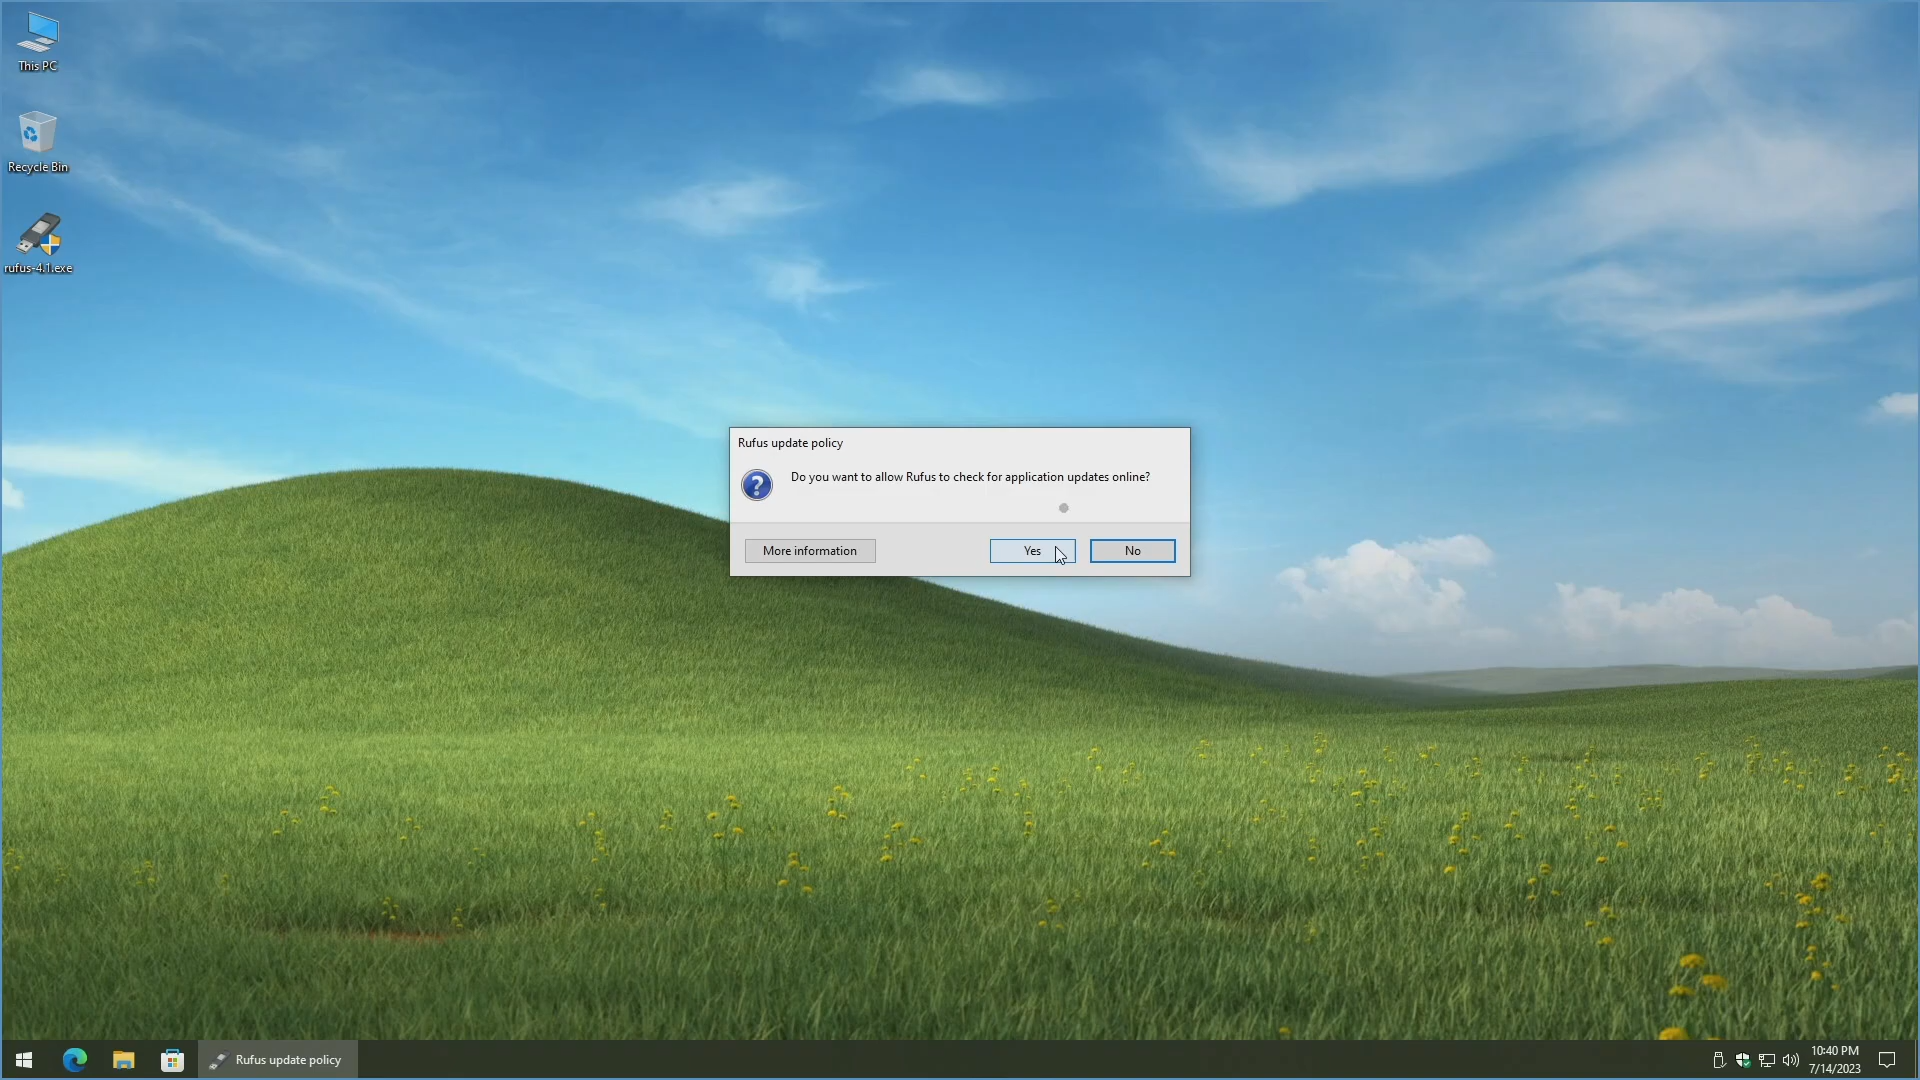 This PC
Recycle Bin
rufus-4.1.exe
Rufus update policy
Do you want to allow Rufus to check for application updates online?
More information
Yes
No
Rufus update policy
10:40 PM
7/14/2023